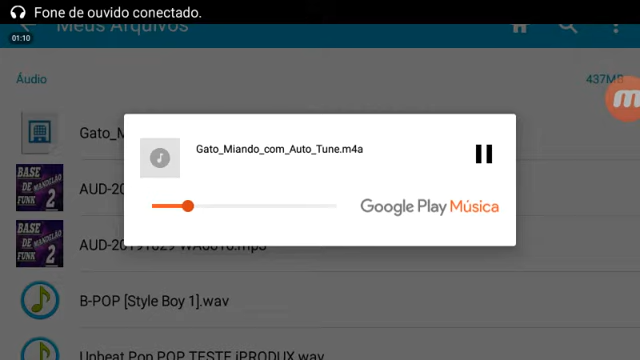 Fone de ouvido conectado.
01:10
Meus Arquivos
Áudio
437MB
Gato_M
Gato_Miando_com_Auto_Tune.m4a
Google Play Música
BASE DE MANDELÃO FUNK 2
AUD-20
BASE DE MANDELÃO FUNK 2
AUD-20191029-WA0016.mp3
B-POP [Style Boy 1].wav
Unbeat Pop POP TESTE iPRODUX.wav